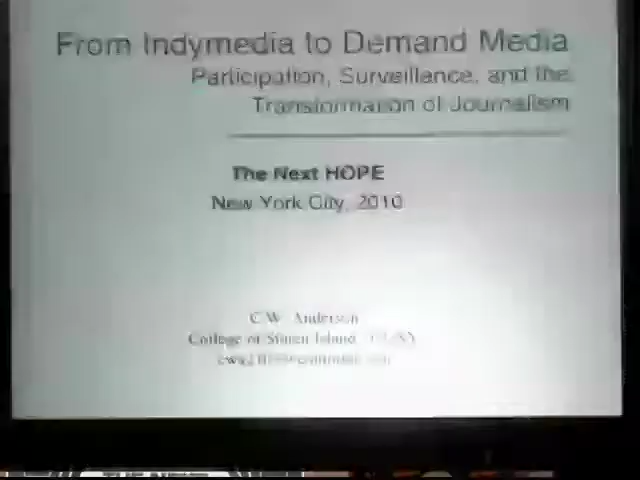 From Indymedia to Demand Media
Participation, Surveillance, and the
Transformation of Journalism
The Next HOPE
New York City, 2010
C.W. Anderson
College of Staten Island,